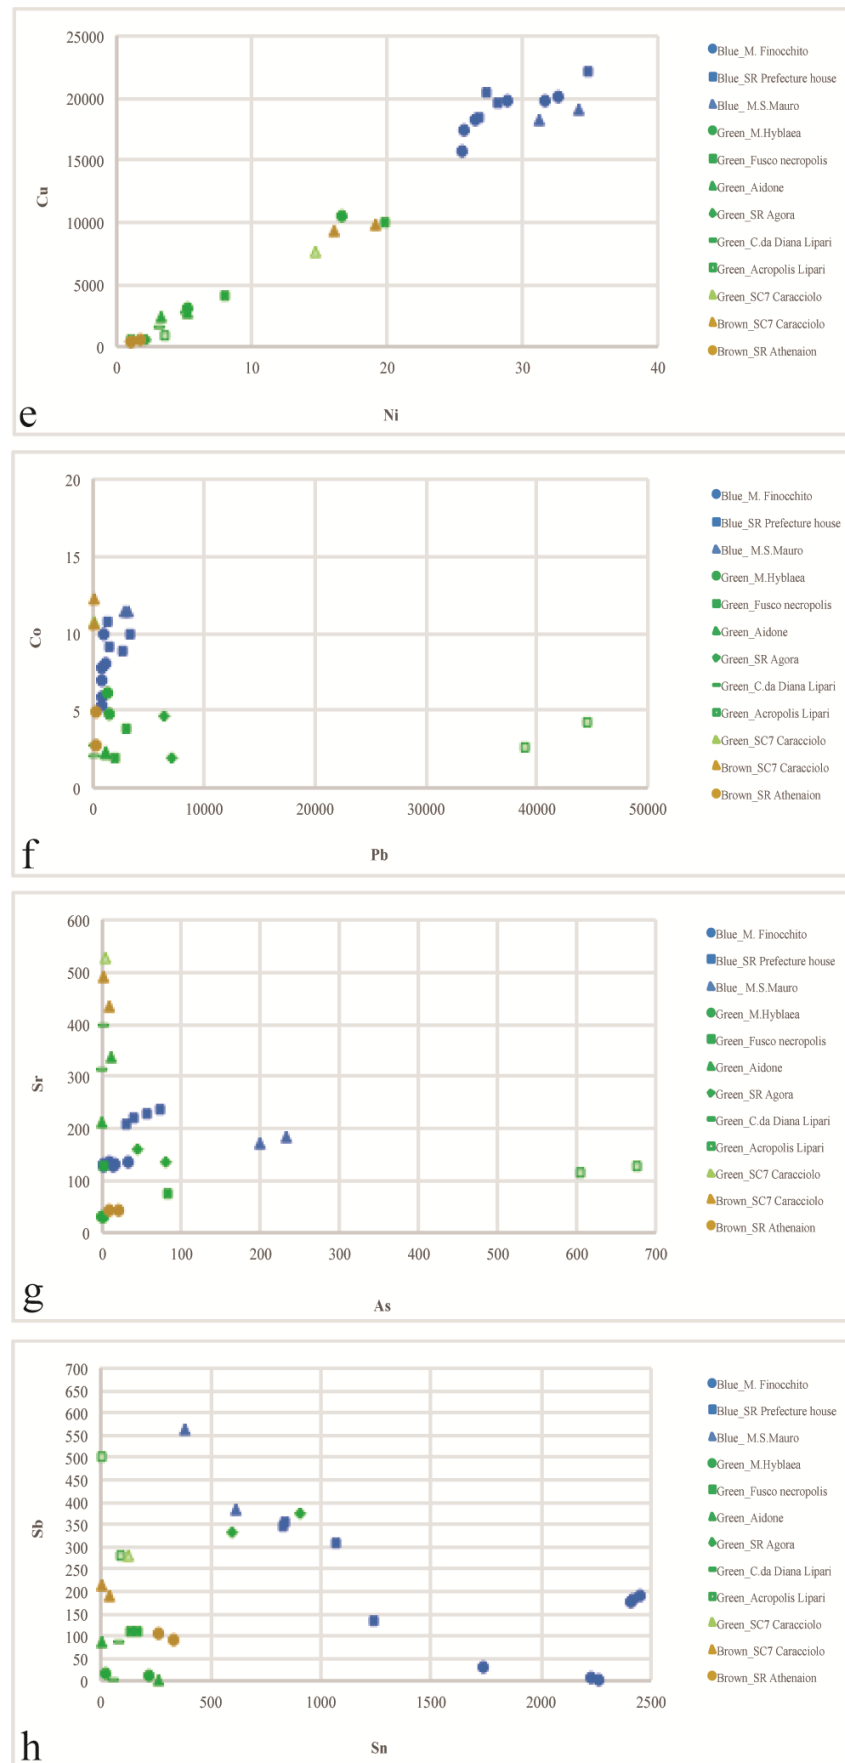 25000
20000
15000
10000
5000
0
0 10 20 30 40
Cu
Ni
Blue_M. Finocchito
Blue_SR Prefecture house
Blue_ M.S.Mauro
Green_M.Hyblaea
Green_Fusco necropolis
Green_Aidone
Green_SR Agora
Green_C.da Diana Lipari
Green_Acropolis Lipari
Green_SC7 Caracciolo
Brown_SC7 Caracciolo
Brown_SR Athenaion
e
20
15
10
5
0
0 10000 20000 30000 40000 50000
Co
Pb
Blue_M. Finocchito
Blue_SR Prefecture house
Blue_ M.S.Mauro
Green_M.Hyblaea
Green_Fusco necropolis
Green_Aidone
Green_SR Agora
Green_C.da Diana Lipari
Green_Acropolis Lipari
Green_SC7 Caracciolo
Brown_SC7 Caracciolo
Brown_SR Athenaion
f
600
500
400
300
200
100
0
0 100 200 300 400 500 600 700
Sr
As
Blue_M. Finocchito
Blue_SR Prefecture house
Blue_ M.S.Mauro
Green_M.Hyblaea
Green_Fusco necropolis
Green_Aidone
Green_SR Agora
Green_C.da Diana Lipari
Green_Acropolis Lipari
Green_SC7 Caracciolo
Brown_SC7 Caracciolo
Brown_SR Athenaion
g
700
650
600
550
500
450
400
350
300
250
200
150
100
50
0
0 500 1000 1500 2000 2500
Sb
Sn
Blue_M. Finocchito
Blue_SR Prefecture house
Blue_ M.S.Mauro
Green_M.Hyblaea
Green_Fusco necropolis
Green_Aidone
Green_SR Agora
Green_C.da Diana Lipari
Green_Acropolis Lipari
Green_SC7 Caracciolo
Brown_SC7 Caracciolo
Brown_SR Athenaion
h